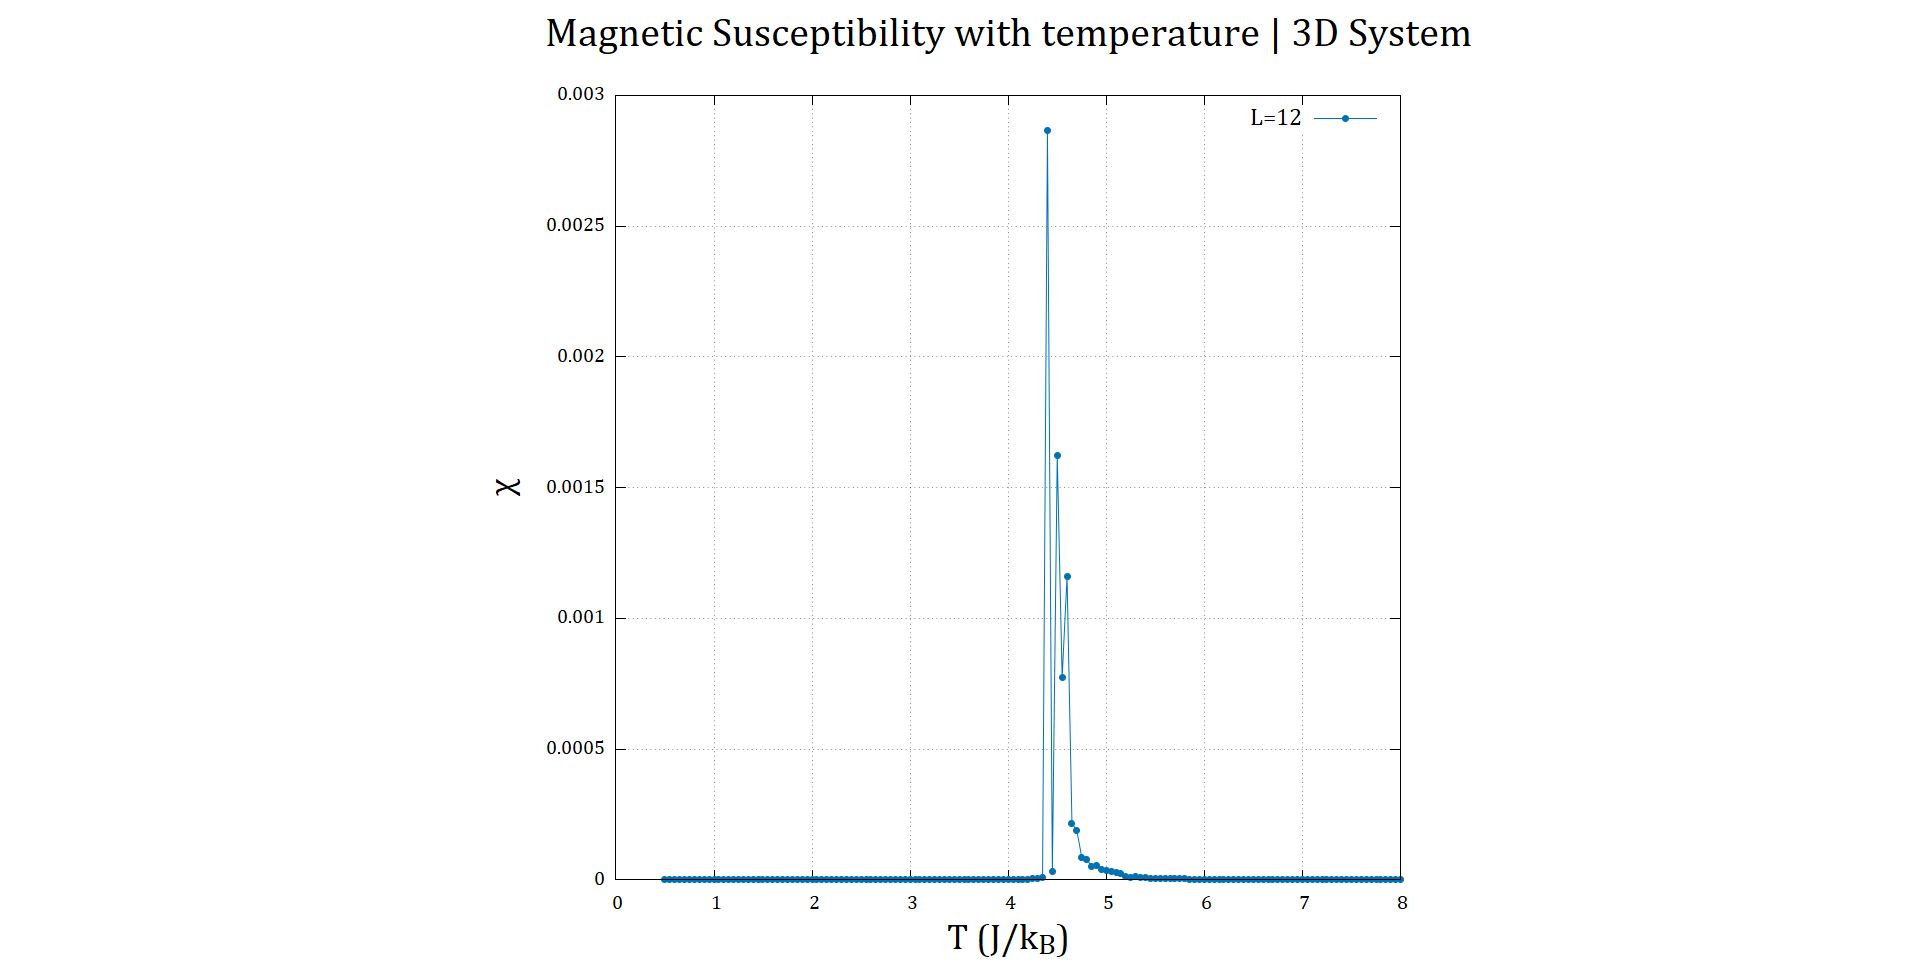 Magnetic Susceptibility with temperature | 3D System
L=12
0.003
0.0025
0.002
0.0015
0.001
0.0005
0
χ
0 1 2 3 4 5 6 7 8
T (J/kB)